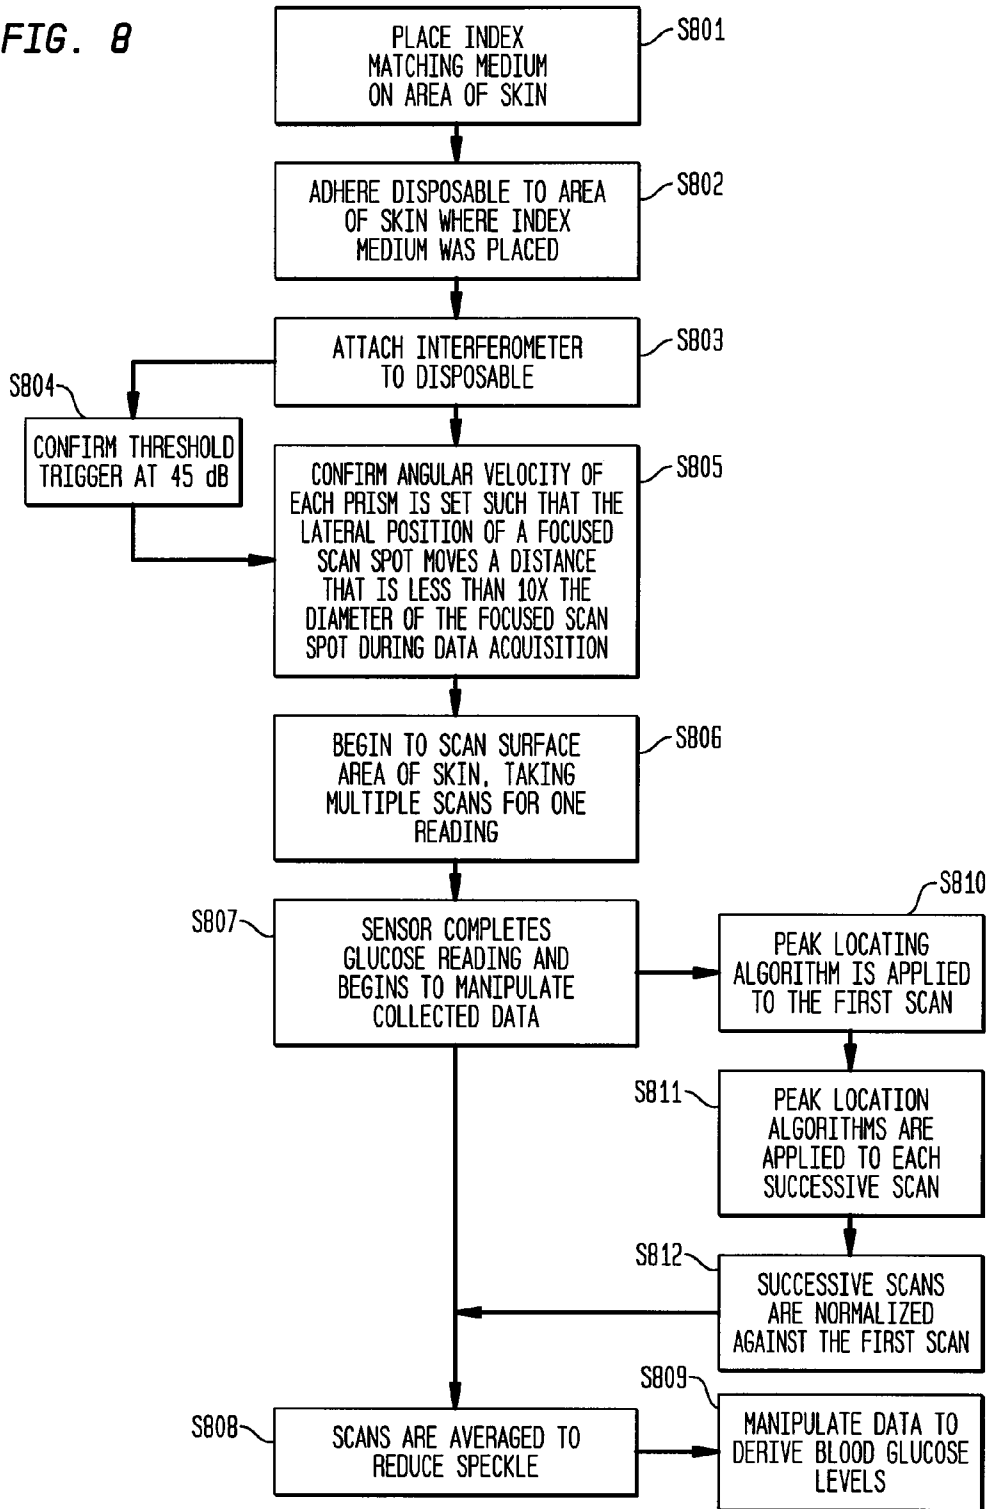 FIG. 8
PLACE INDEX
MATCHING MEDIUM
ON AREA OF SKIN
S801
ADHERE DISPOSABLE TO AREA
OF SKIN WHERE INDEX
MEDIUM WAS PLACED
S802
ATTACH INTERFEROMETER
TO DISPOSABLE
S803
S804
CONFIRM THRESHOLD
TRIGGER AT 45 dB
CONFIRM ANGULAR VELOCITY OF
EACH PRISM IS SET SUCH THAT THE
LATERAL POSITION OF A FOCUSED
SCAN SPOT MOVES A DISTANCE
THAT IS LESS THAN 10X THE
DIAMETER OF THE FOCUSED SCAN
SPOT DURING DATA ACQUISITION
S805
BEGIN TO SCAN SURFACE
AREA OF SKIN, TAKING
MULTIPLE SCANS FOR ONE
READING
S806
S807
SENSOR COMPLETES
GLUCOSE READING AND
BEGINS TO MANIPULATE
COLLECTED DATA
S810
PEAK LOCATING
ALGORITHM IS APPLIED
TO THE FIRST SCAN
S811
PEAK LOCATION
ALGORITHMS ARE
APPLIED TO EACH
SUCCESSIVE SCAN
S812
SUCCESSIVE SCANS
ARE NORMALIZED
AGAINST THE FIRST SCAN
S808
SCANS ARE AVERAGED TO
REDUCE SPECKLE
S809
MANIPULATE DATA TO
DERIVE BLOOD GLUCOSE
LEVELS